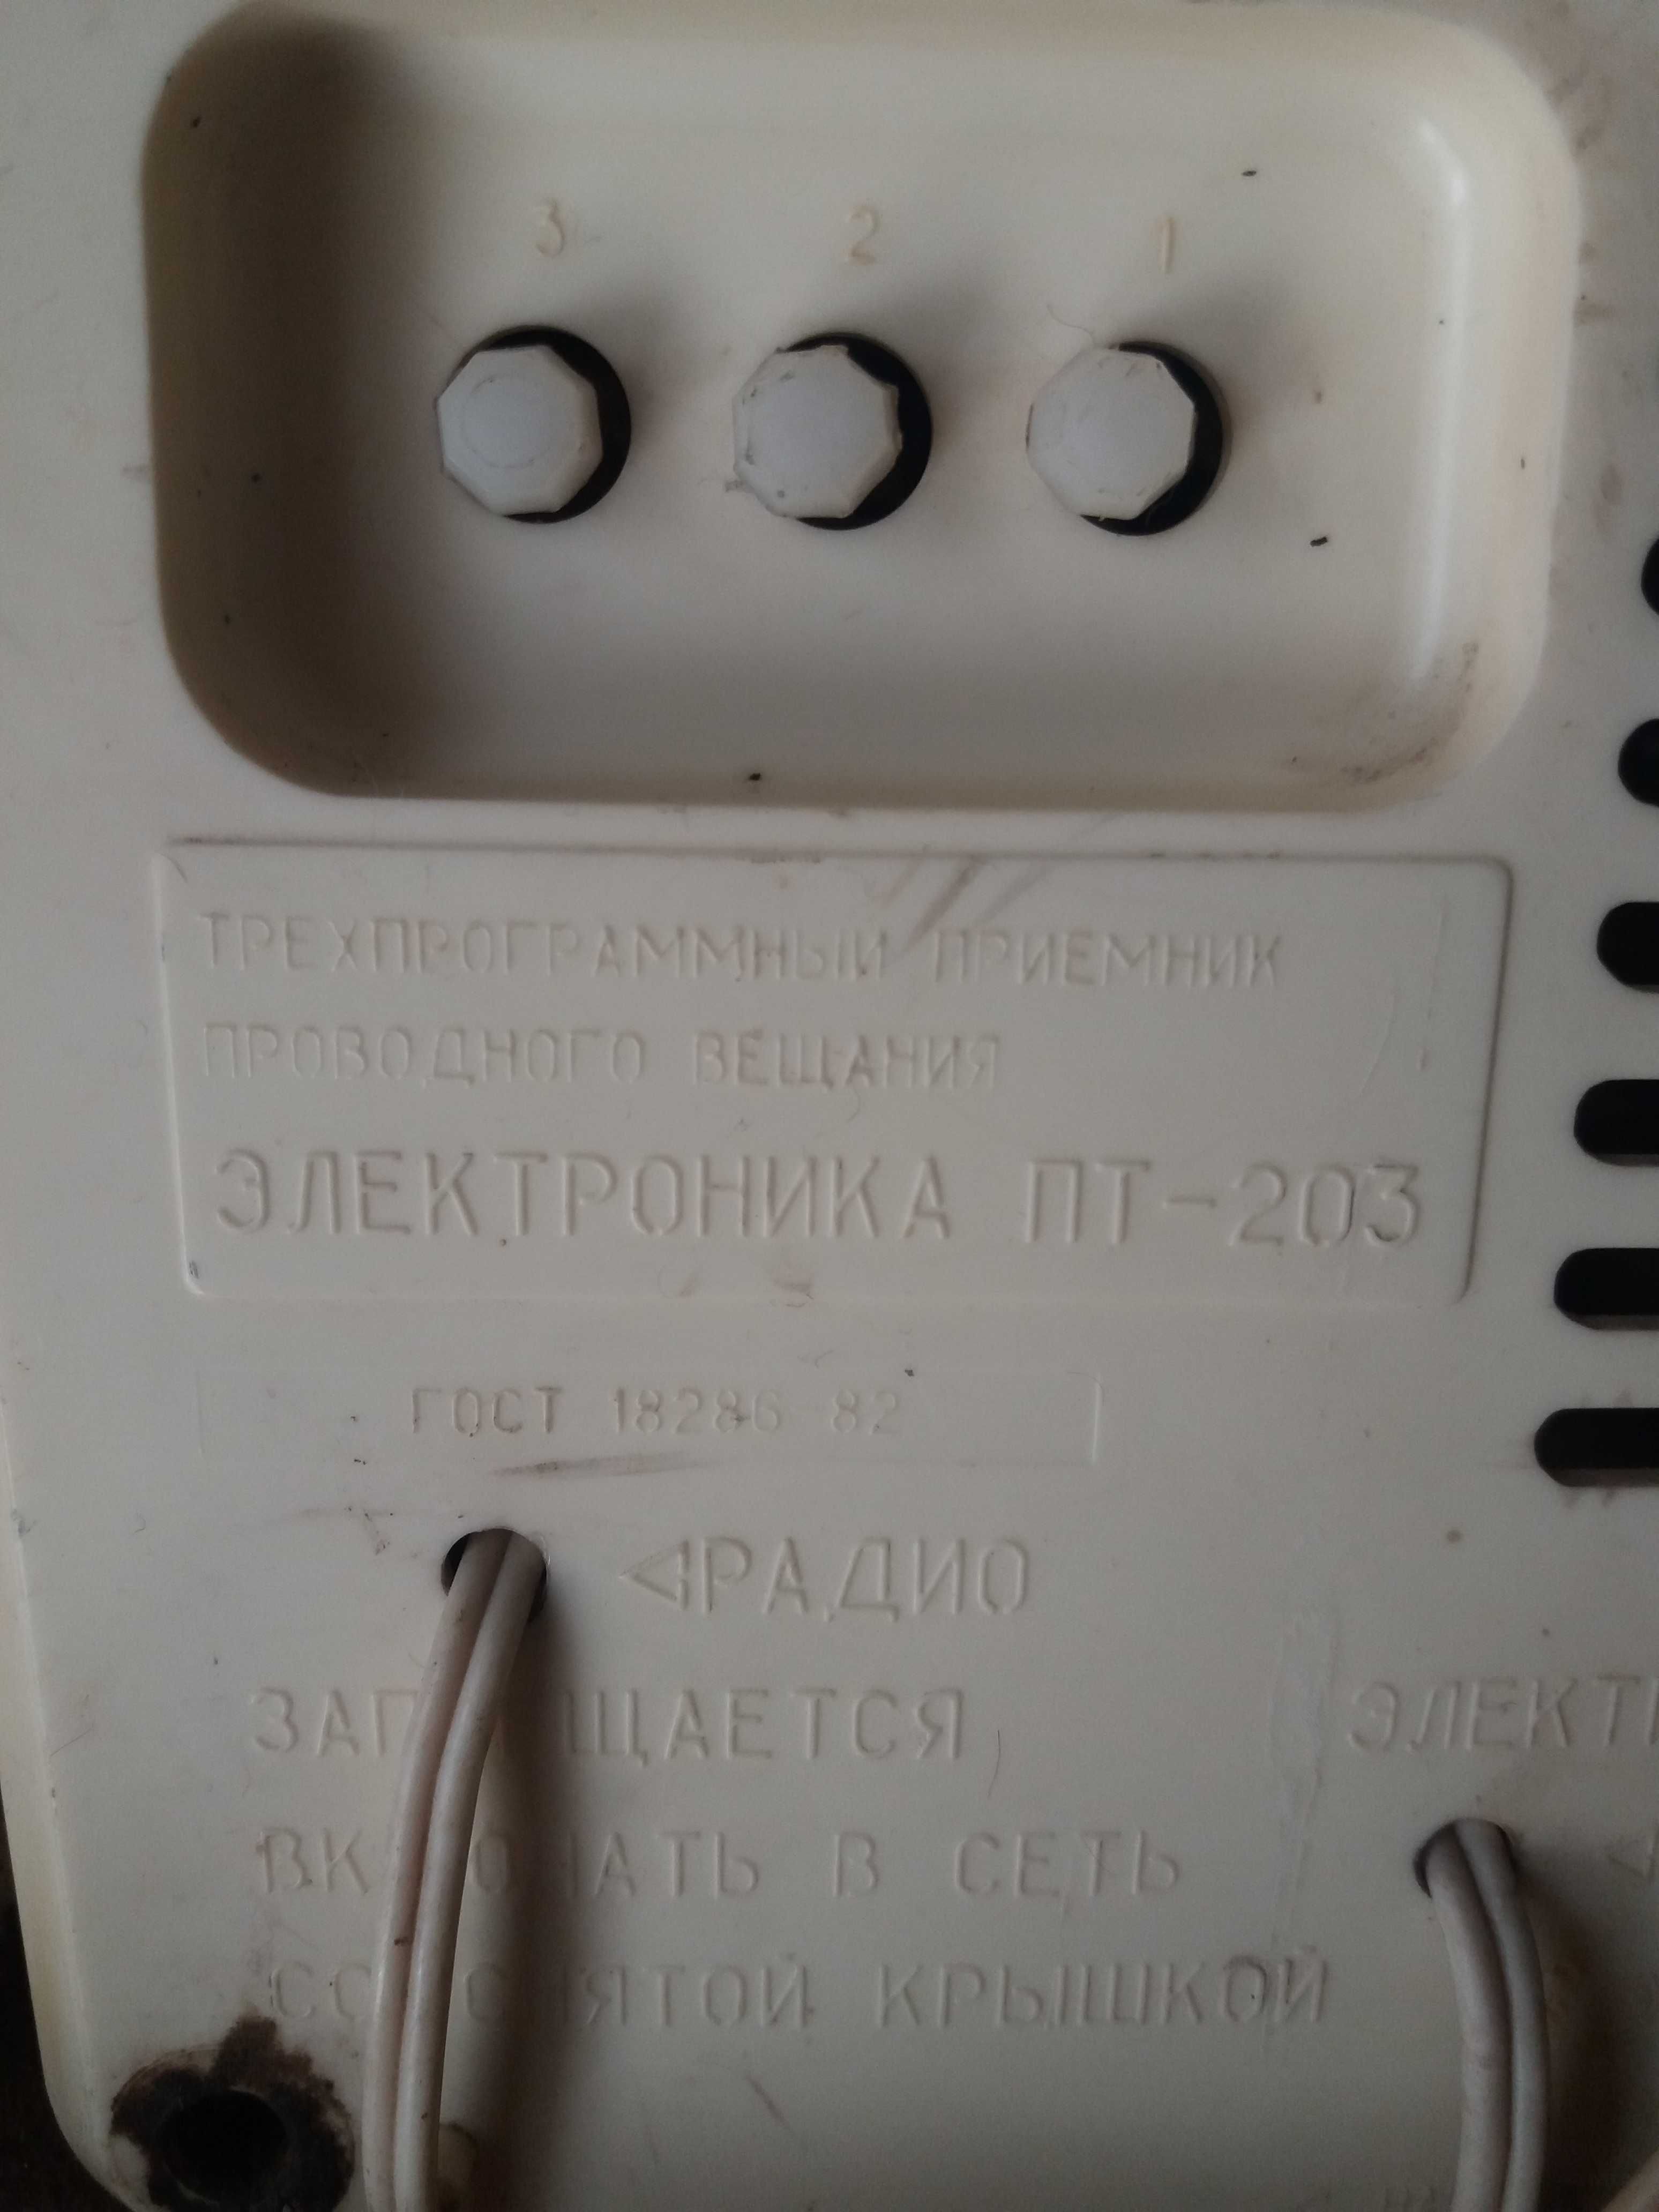 3 2 1
ТРЕХПРОГРАММНЫЙ ПРИЕМНИК
ПРОВОДНОГО ВЕЩАНИЯ
ЭЛЕКТРОНИКА ПТ-203
ГОСТ 18286-82
РАДИО
ЗАПРЕЩАЕТСЯ
ВКЛЮЧАТЬ В СЕТЬ
СО СНЯТОЙ КРЫШКОЙ